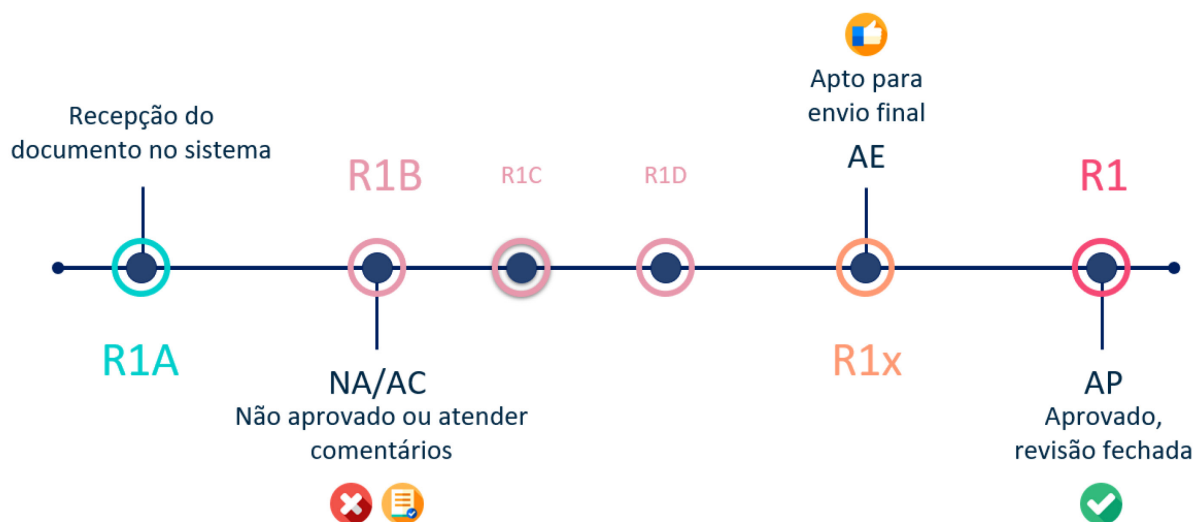 Recepção do
documento no sistema
R1A
R1B
NA/AC
Não aprovado ou atender
comentários
R1C
R1D
Apto para
envio final
AE
R1x
R1
AP
Aprovado,
revisão fechada